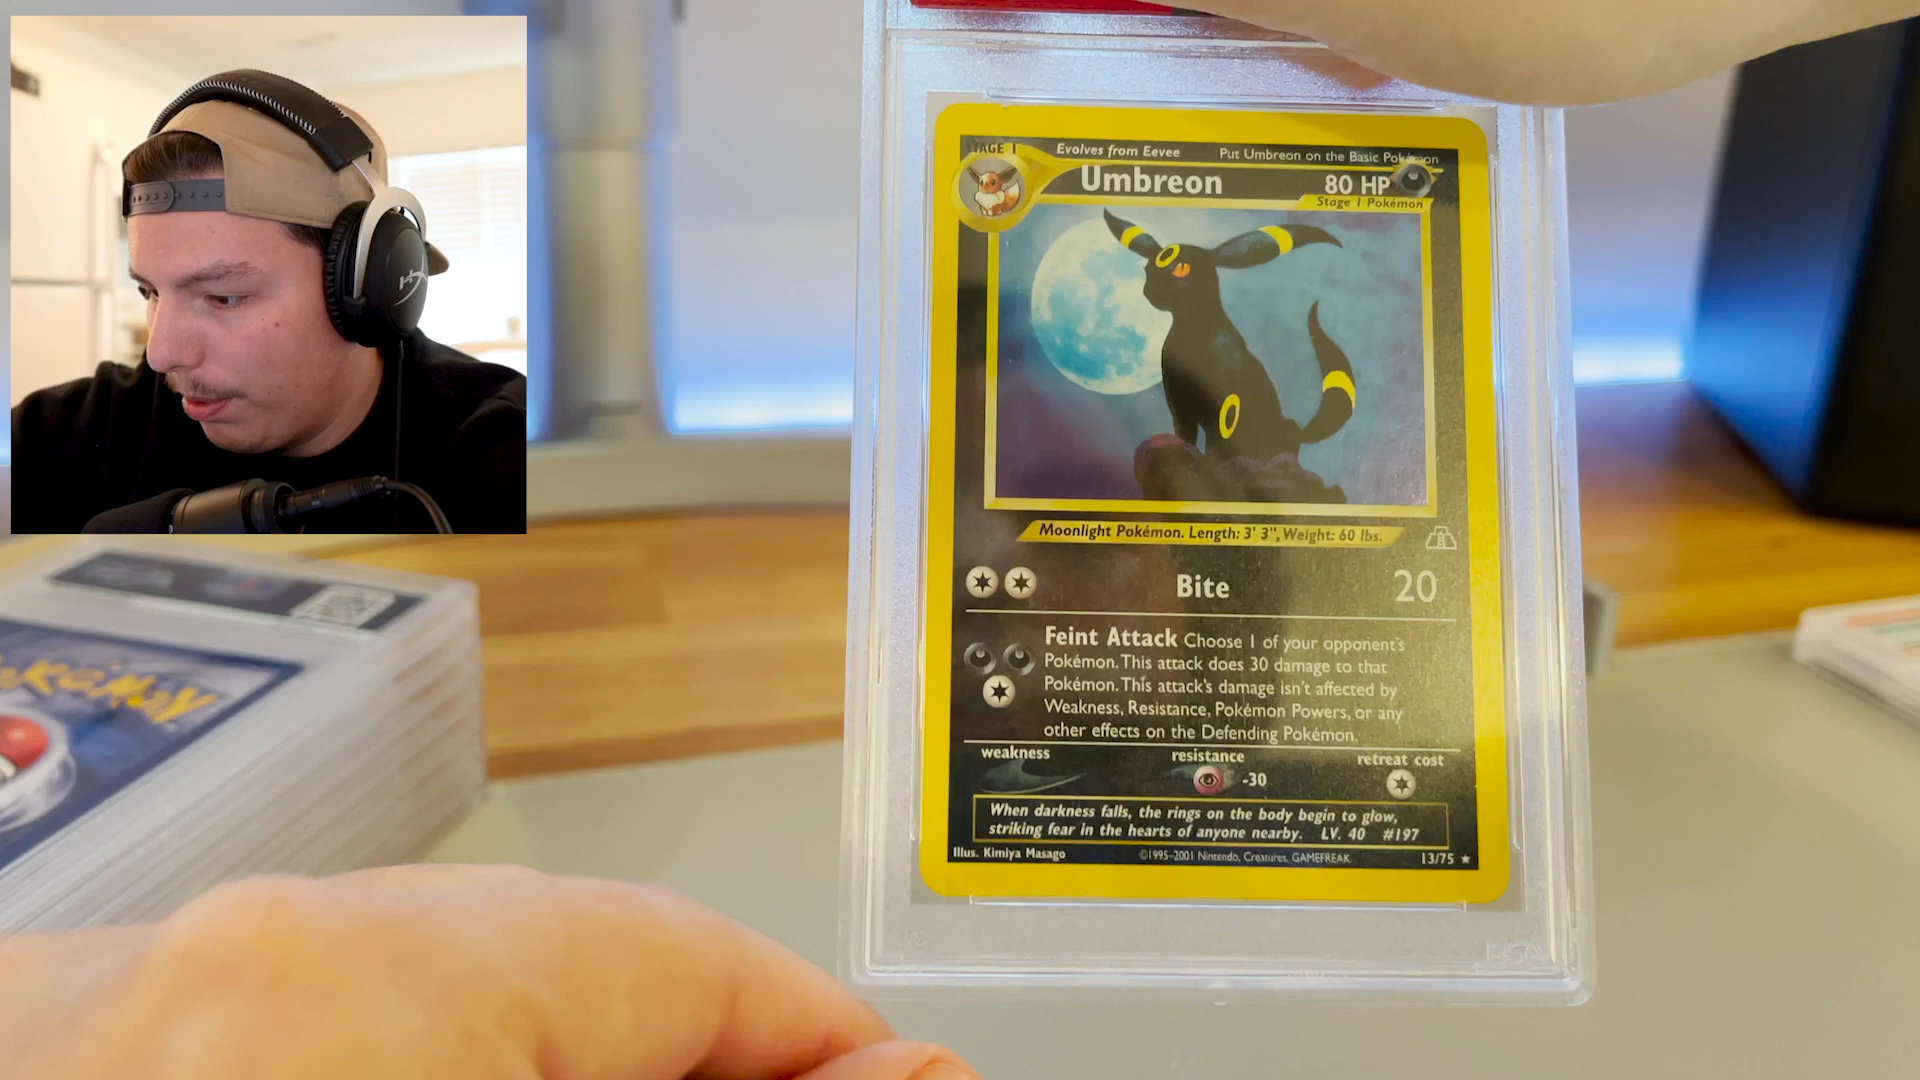 STAGE 1
Evolves from Eevee
Put Umbreon on the Basic Pokémon
Umbreon
80 HP
Stage 1 Pokémon
Moonlight Pokémon. Length: 3' 3", Weight: 60 lbs.
Bite 20
Feint Attack Choose 1 of your opponent's
Pokémon. This attack does 30 damage to that
Pokémon. This attack's damage isn't affected by
Weakness, Resistance, Pokémon Powers, or any
other effects on the Defending Pokémon.
weakness
resistance
retreat cost
-30
When darkness falls, the rings on the body begin to glow,
striking fear in the hearts of anyone nearby. LV. 40 #197
Illus. Kimiya Masago
©1995-2001 Nintendo, Creatures, GAMEFREAK.
13/75 ★